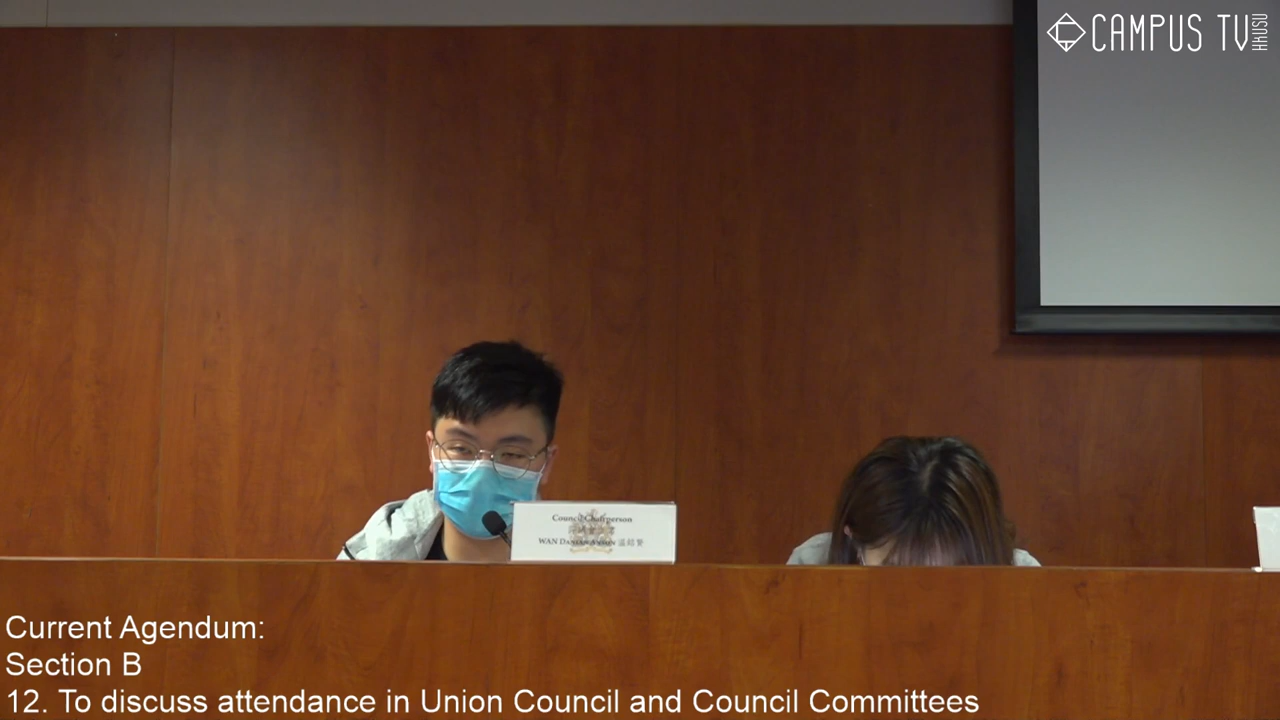 CAMPUS TV
HKUSU
Council Chairperson
WAN
Current Agendum:
Section B
12. To discuss attendance in Union Council and Council Committees